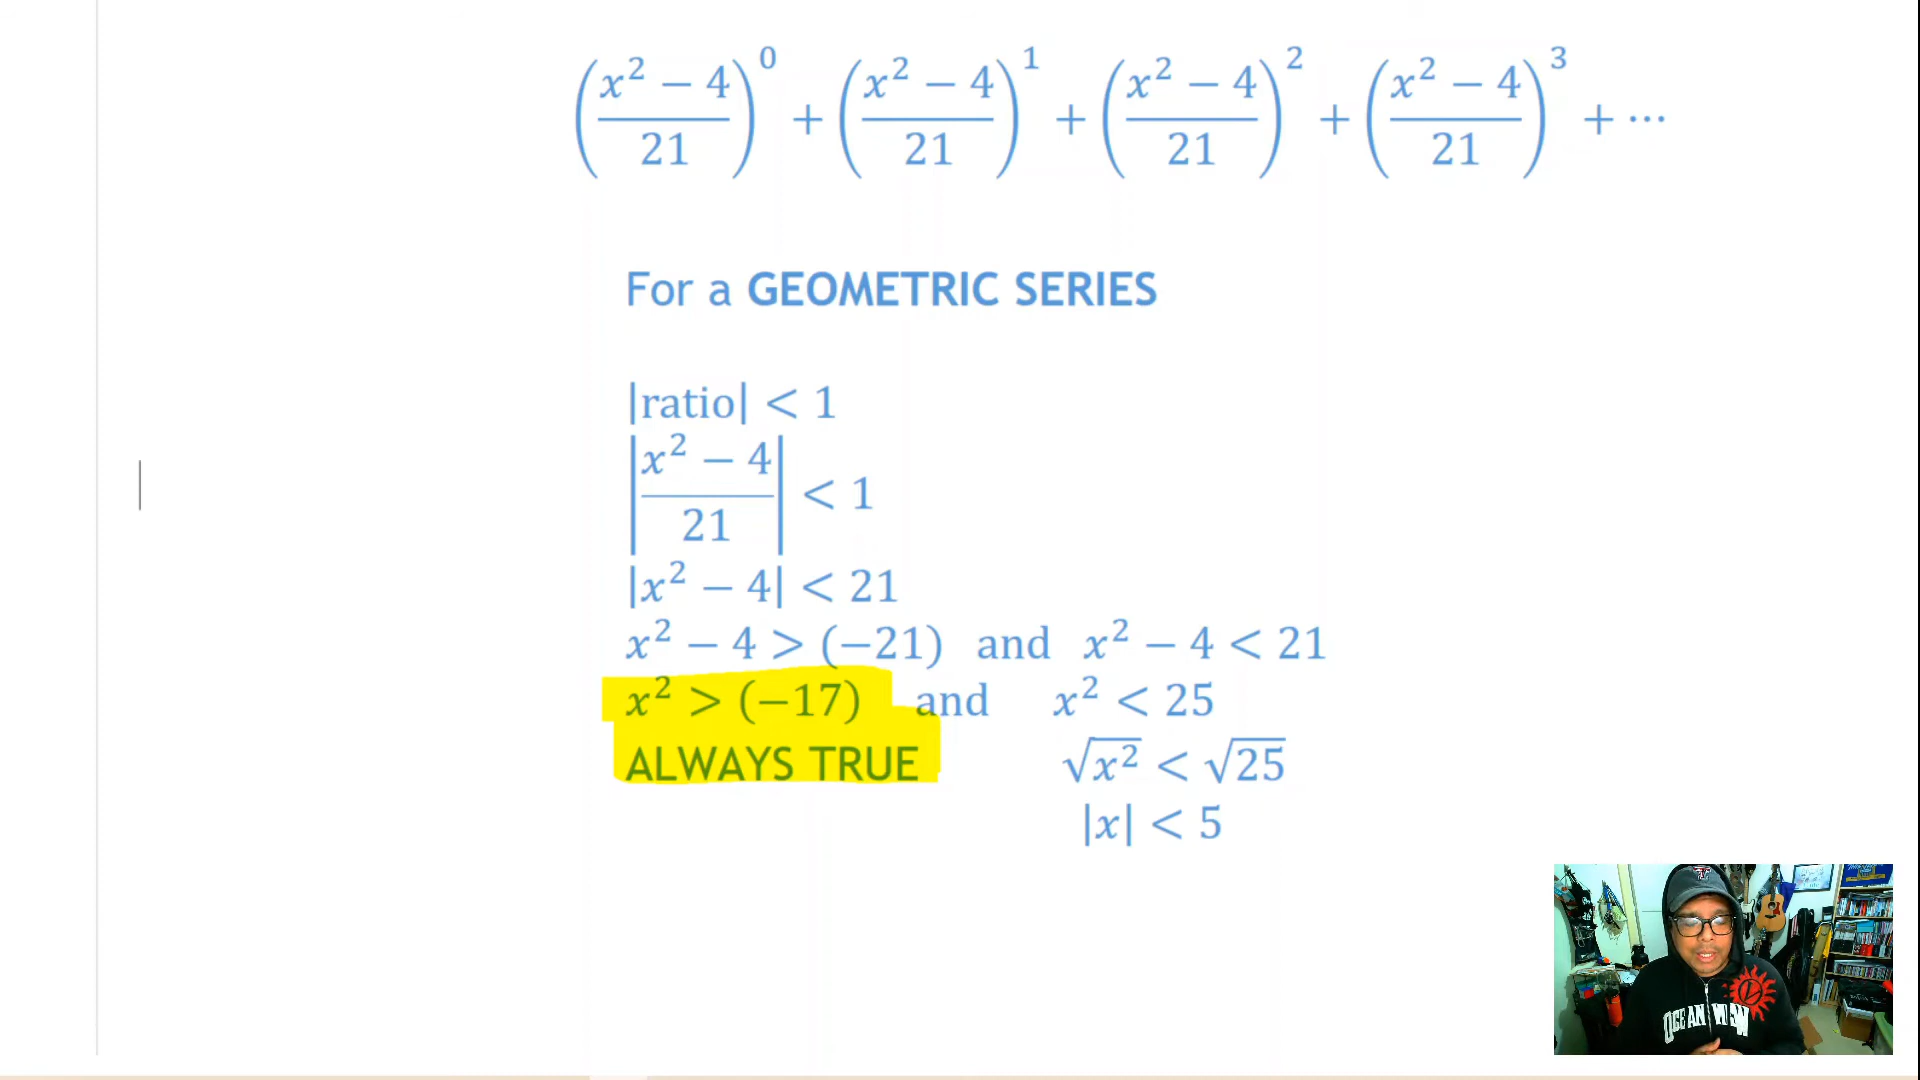 (x² − 4 / 21)⁰ + (x² − 4 / 21)¹ + (x² − 4 / 21)² + (x² − 4 / 21)³ + ⋯
For a GEOMETRIC SERIES
|ratio| < 1
|x² − 4 / 21| < 1
|x² − 4| < 21
x² − 4 > (−21) and x² − 4 < 21
x² > (−17) and x² < 25
ALWAYS TRUE √x² < √25
|x| < 5